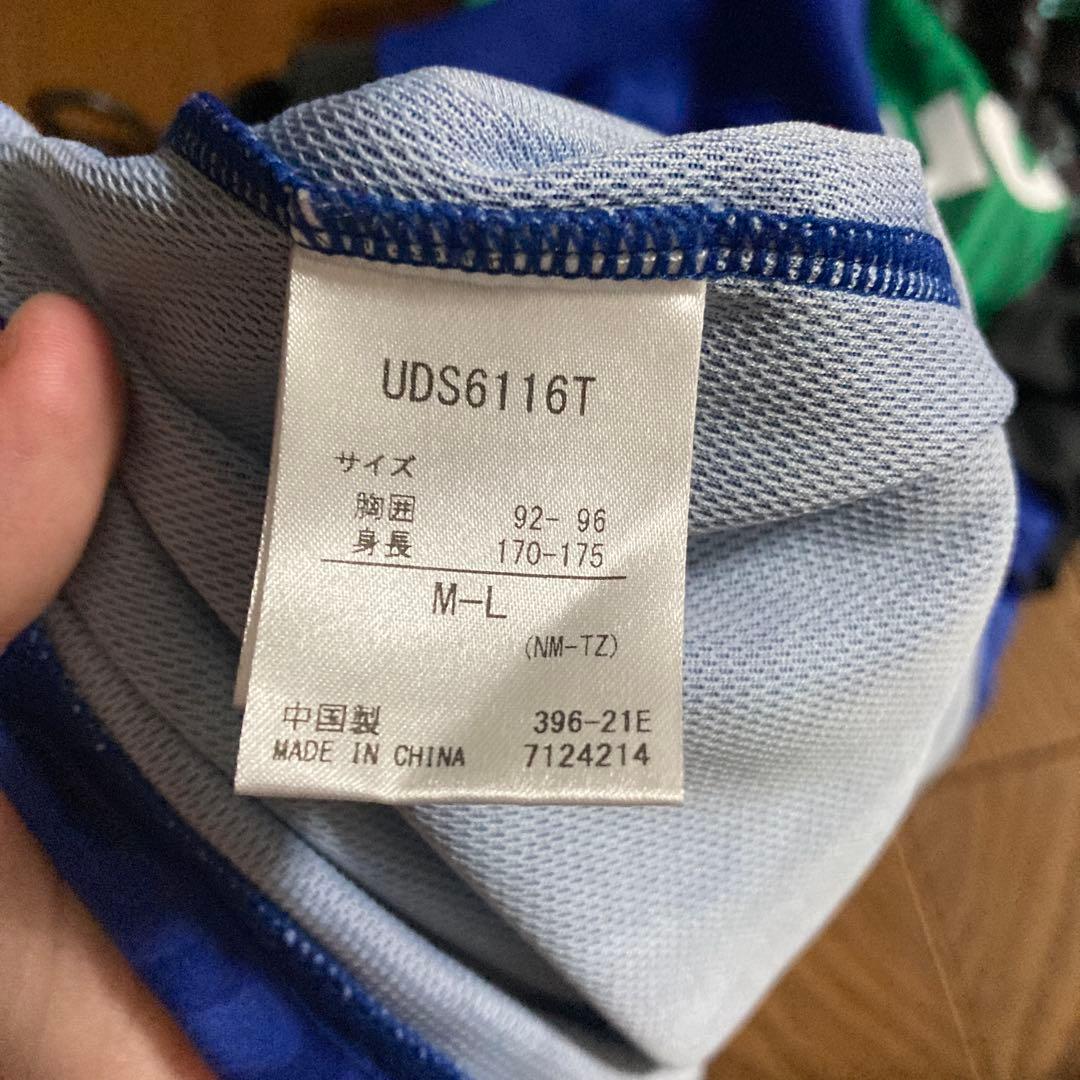 UDS6116T
サイズ
胸囲 92- 96
身長 170-175
M-L
(NM-TZ)
中国製 396-21E
MADE IN CHINA 7124214